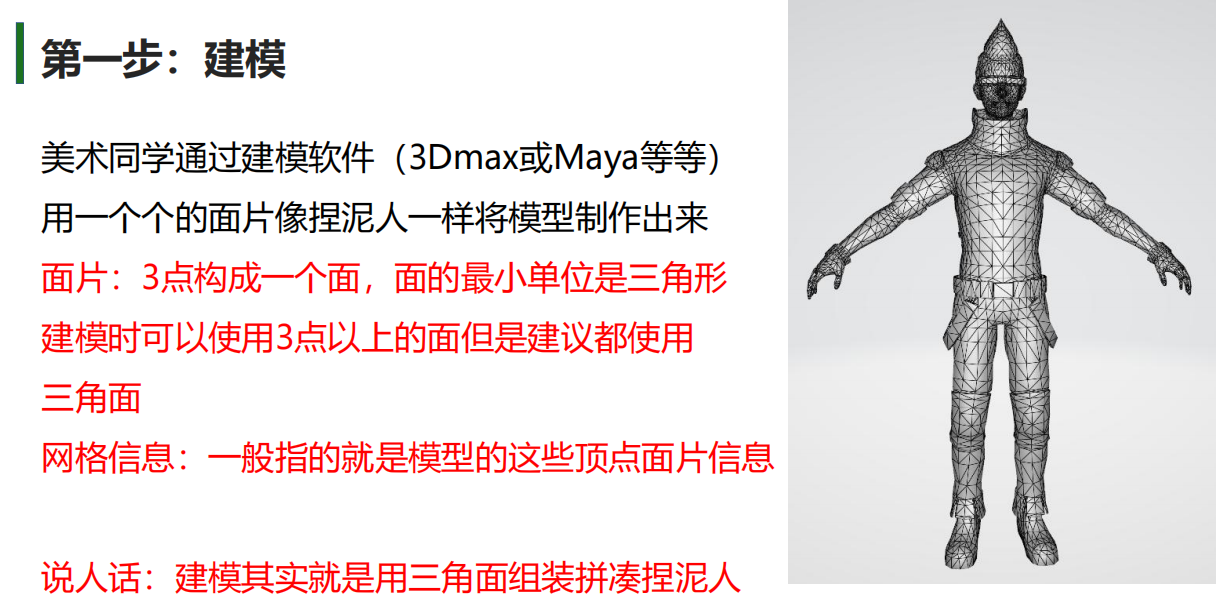 第一步：建模
美术同学通过建模软件（3Dmax或Maya等等）
用一个个的面片像捏泥人一样将模型制作出来
面片：3点构成一个面，面的最小单位是三角形
建模时可以使用3点以上的面但是建议都使用
三角面
网格信息：一般指的就是模型的这些顶点面片信息
说人话：建模其实就是用三角面组装拼凑捏泥人